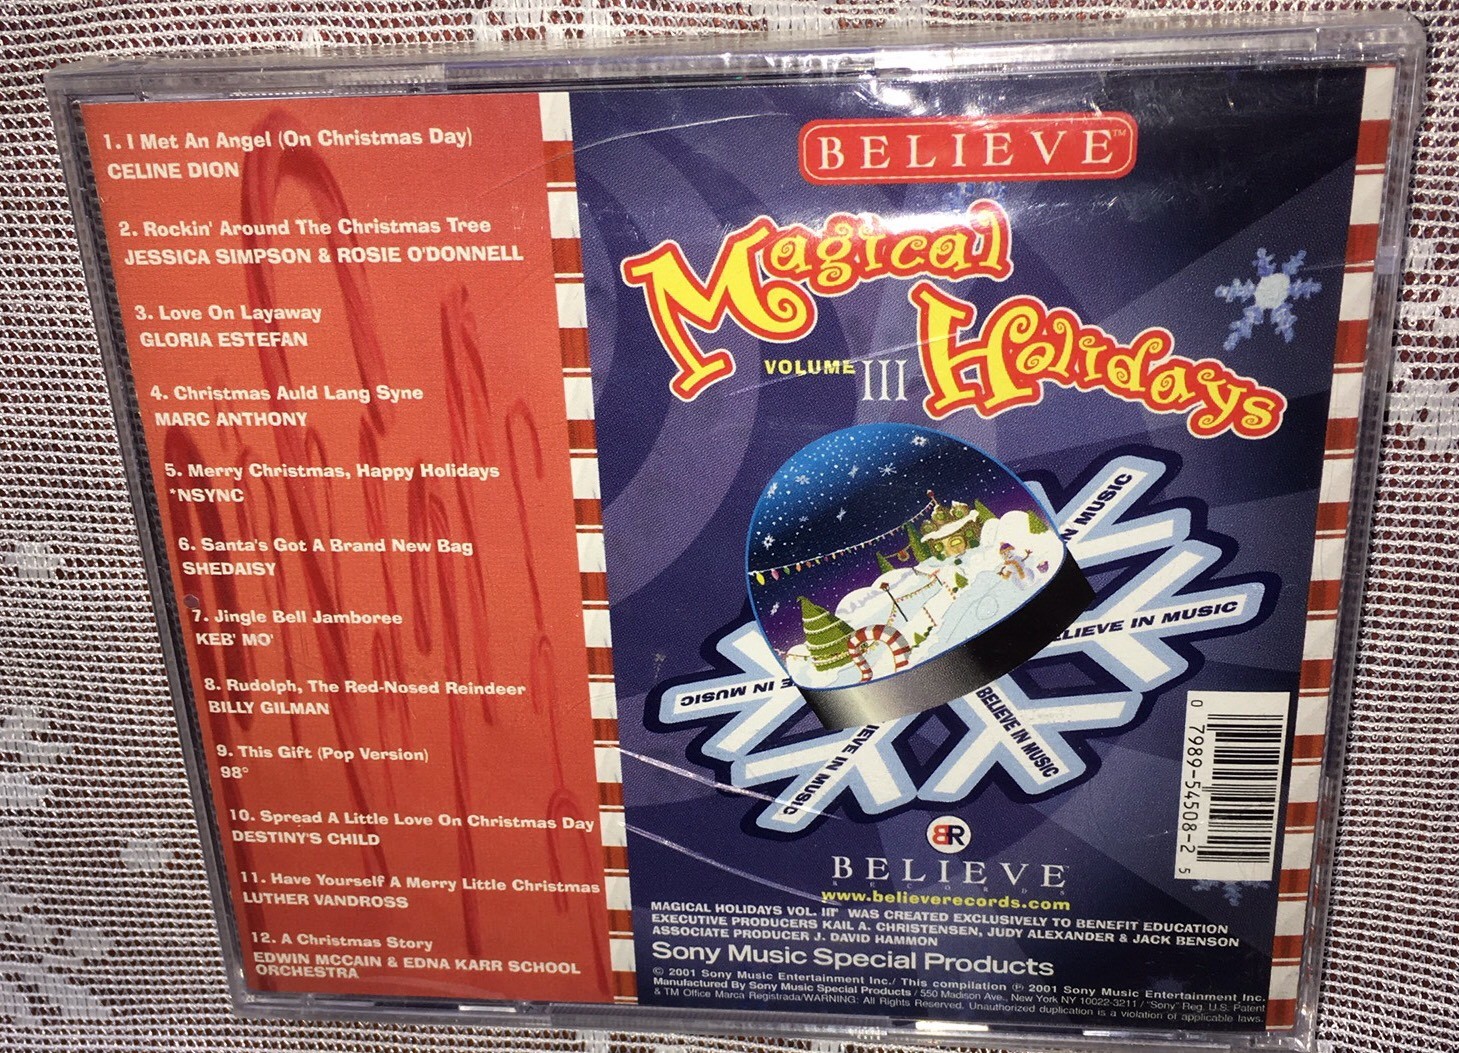 1. I Met An Angel (On Christmas Day)
CELINE DION
2. Rockin' Around The Christmas Tree
JESSICA SIMPSON & ROSIE O'DONNELL
3. Love On Layaway
GLORIA ESTEFAN
4. Christmas Auld Lang Syne
MARC ANTHONY
5. Merry Christmas, Happy Holidays
*NSYNC
6. Santa's Got A Brand New Bag
SHEDAISY
7. Jingle Bell Jamboree
KEB' MO'
8. Rudolph, The Red-Nosed Reindeer
BILLY GILMAN
9. This Gift (Pop Version)
98°
10. Spread A Little Love On Christmas Day
DESTINY'S CHILD
11. Have Yourself A Merry Little Christmas
LUTHER VANDROSS
12. A Christmas Story
EDWIN MCCAIN & EDNA KARR SCHOOL
ORCHESTRA
BELIEVE™
Magical
VOLUME III
Holidays
N MUSIC
ELIEVE IN MUSIC
E IN MUSIC
BELIEVE IN MUSIC
IEVE IN MUSIC
0 7989-54508-2 5
BR
BELIEVE
RECORDS
www.believerecords.com
MAGICAL HOLIDAYS VOL. III" WAS CREATED EXCLUSIVELY TO BENEFIT EDUCATION
EXECUTIVE PRODUCERS KAIL A. CHRISTENSEN, JUDY ALEXANDER & JACK BENSON
ASSOCIATE PRODUCER J. DAVID HAMMON
Sony Music Special Products
© 2001 Sony Music Entertainment Inc./ This compilation ℗ 2001 Sony Music Entertainment Inc.
Manufactured By Sony Music Special Products / 550 Madison Ave., New York NY 10022-3211 / "Sony" Reg. U.S. Patent
& TM Office Marca Registrada/WARNING: All Rights Reserved. Unauthorized duplication is a violation of applicable laws.